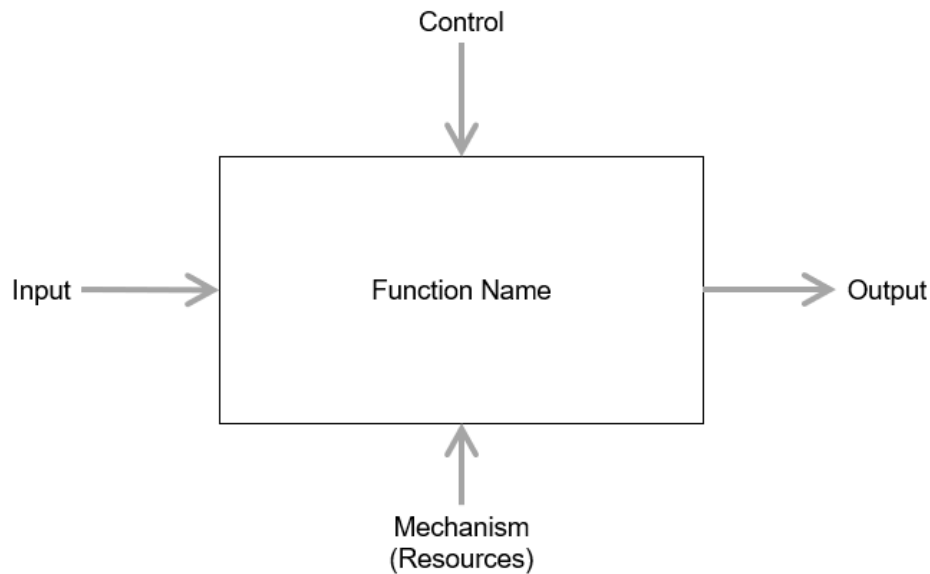 Control
Input
Function Name
Output
Mechanism
(Resources)